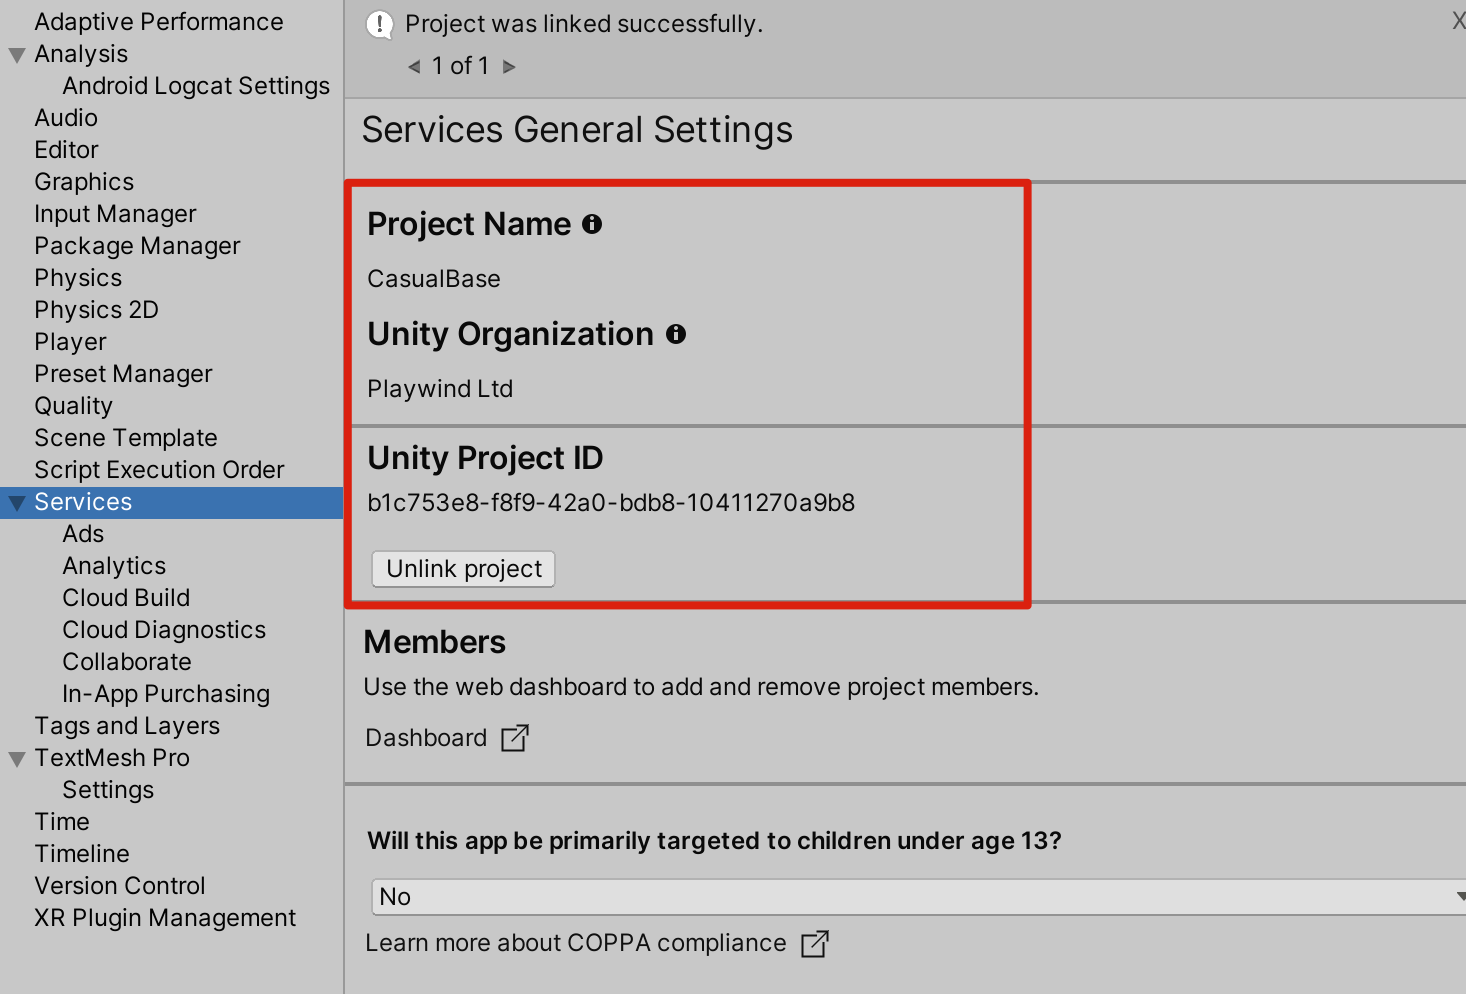 Adaptive Performance
Analysis
Android Logcat Settings
Audio
Editor
Graphics
Input Manager
Package Manager
Physics
Physics 2D
Player
Preset Manager
Quality
Scene Template
Script Execution Order
Services
Ads
Analytics
Cloud Build
Cloud Diagnostics
Collaborate
In-App Purchasing
Tags and Layers
TextMesh Pro
Settings
Time
Timeline
Version Control
XR Plugin Management
Project was linked successfully.
X
1 of 1
Services General Settings
Project Name
CasualBase
Unity Organization
Playwind Ltd
Unity Project ID
b1c753e8-f8f9-42a0-bdb8-10411270a9b8
Unlink project
Members
Use the web dashboard to add and remove project members.
Dashboard
Will this app be primarily targeted to children under age 13?
No
Learn more about COPPA compliance